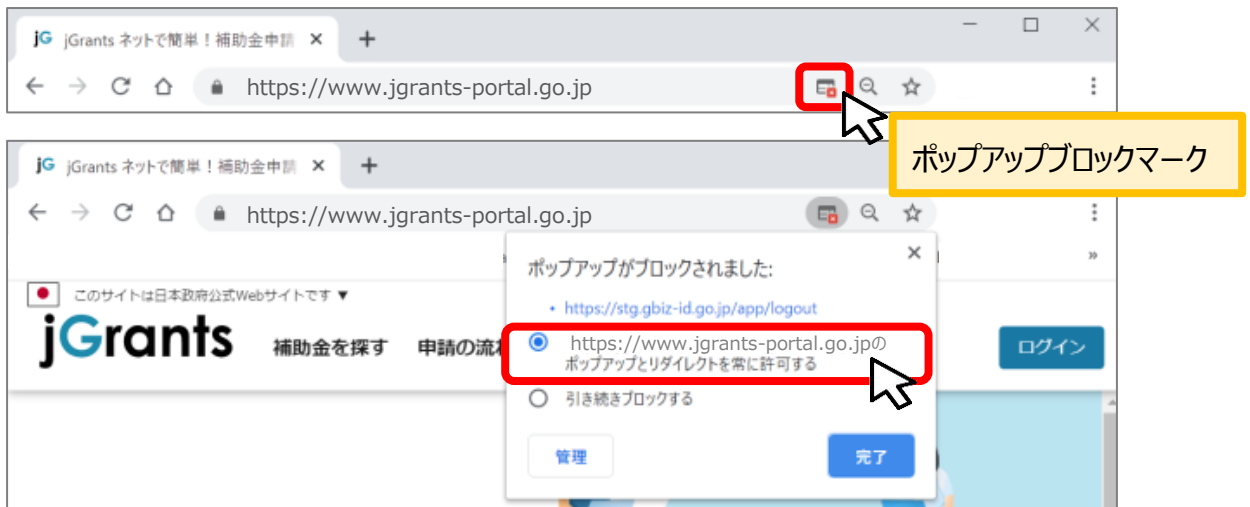 jG jGrants ネットで簡単！補助金申請
https://www.jgrants-portal.go.jp
ポップアップブロックマーク
jG jGrants ネットで簡単！補助金申請
https://www.jgrants-portal.go.jp
ポップアップがブロックされました:
• https://stg.gbiz-id.go.jp/app/logout
このサイトは日本政府公式Webサイトです ▼
jGrants 補助金を探す 申請の流れ
https://www.jgrants-portal.go.jpの
ポップアップとリダイレクトを常に許可する
ログイン
引き続きブロックする
管理 完了